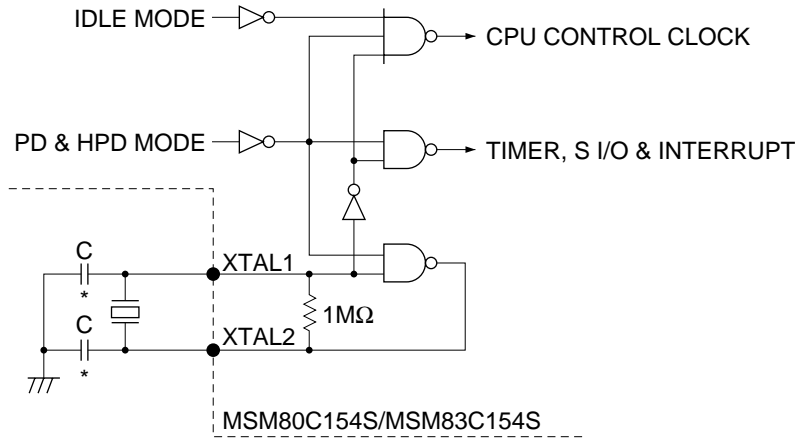 IDLE MODE
CPU CONTROL CLOCK
PD & HPD MODE
TIMER, S I/O & INTERRUPT
C
XTAL1
*
1MΩ
C
XTAL2
*
MSM80C154S/MSM83C154S